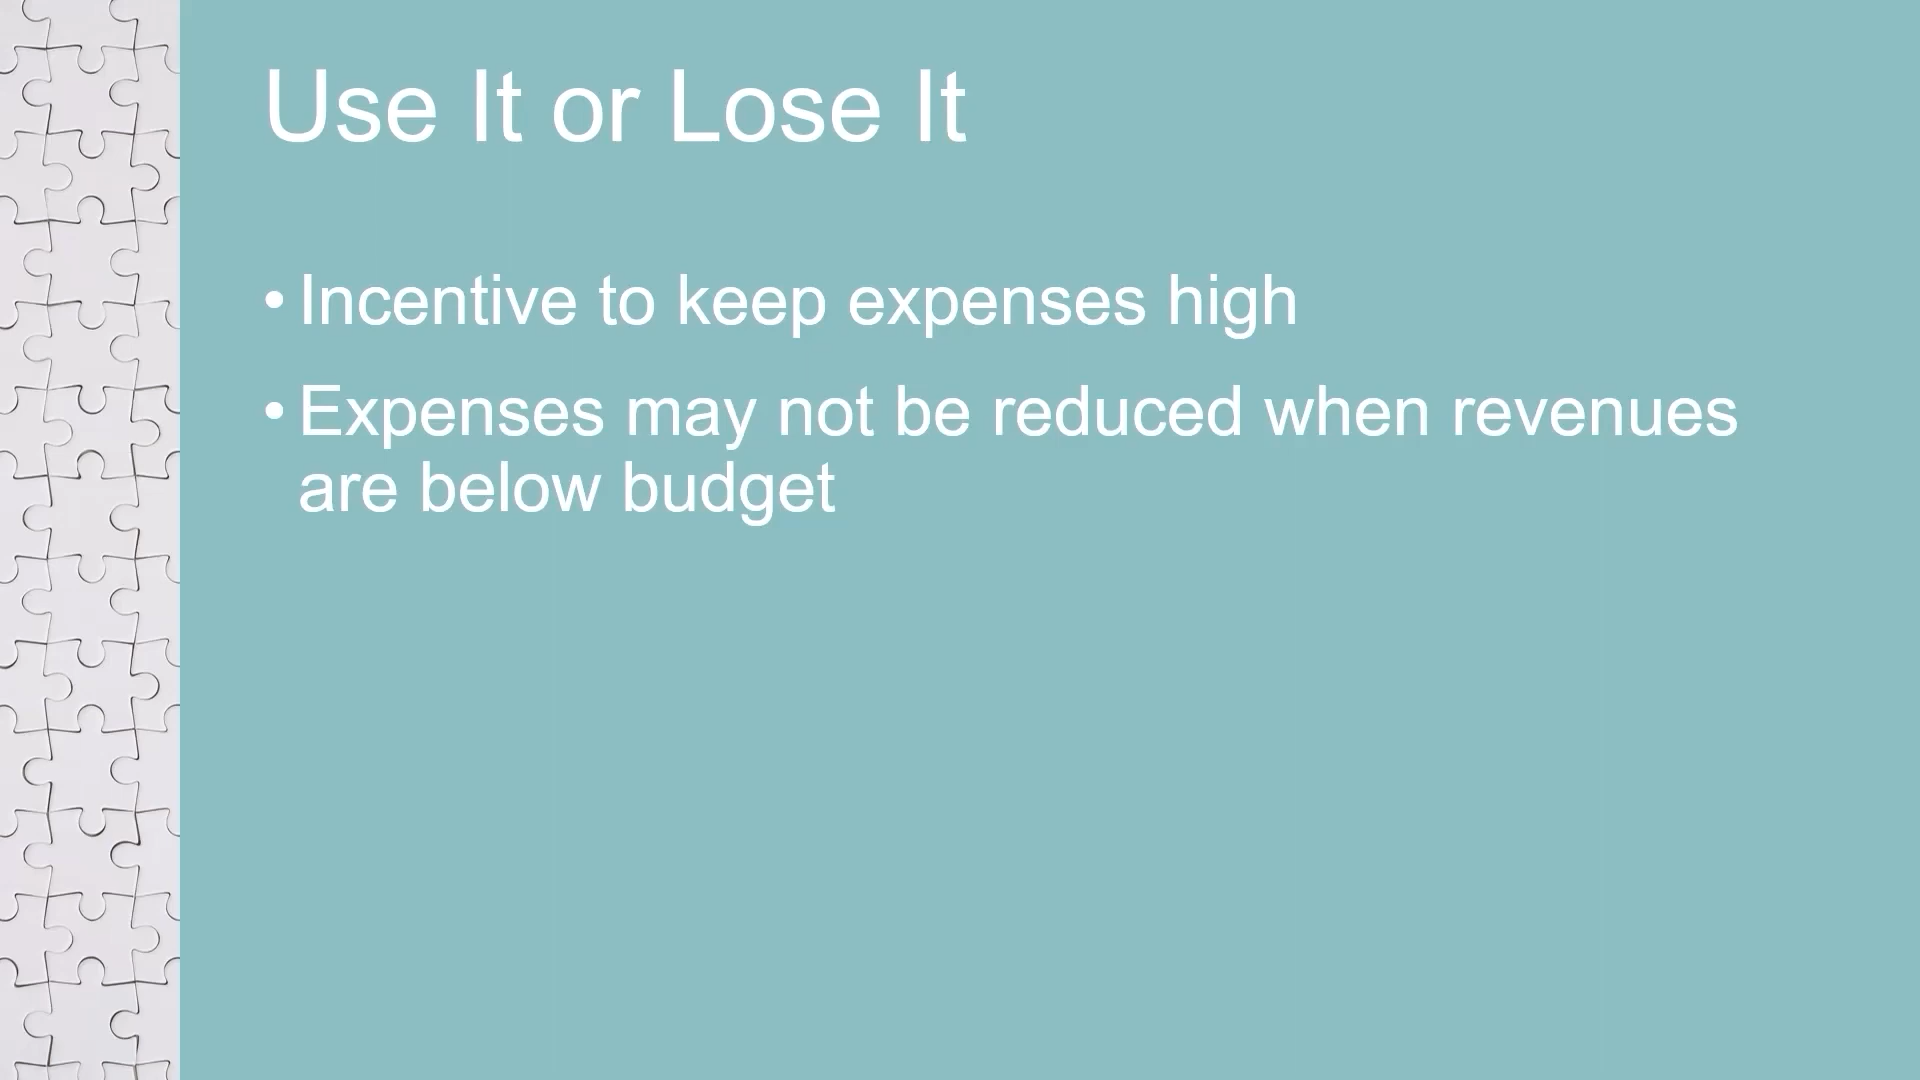 Use It or Lose It
• Incentive to keep expenses high
• Expenses may not be reduced when revenues
are below budget